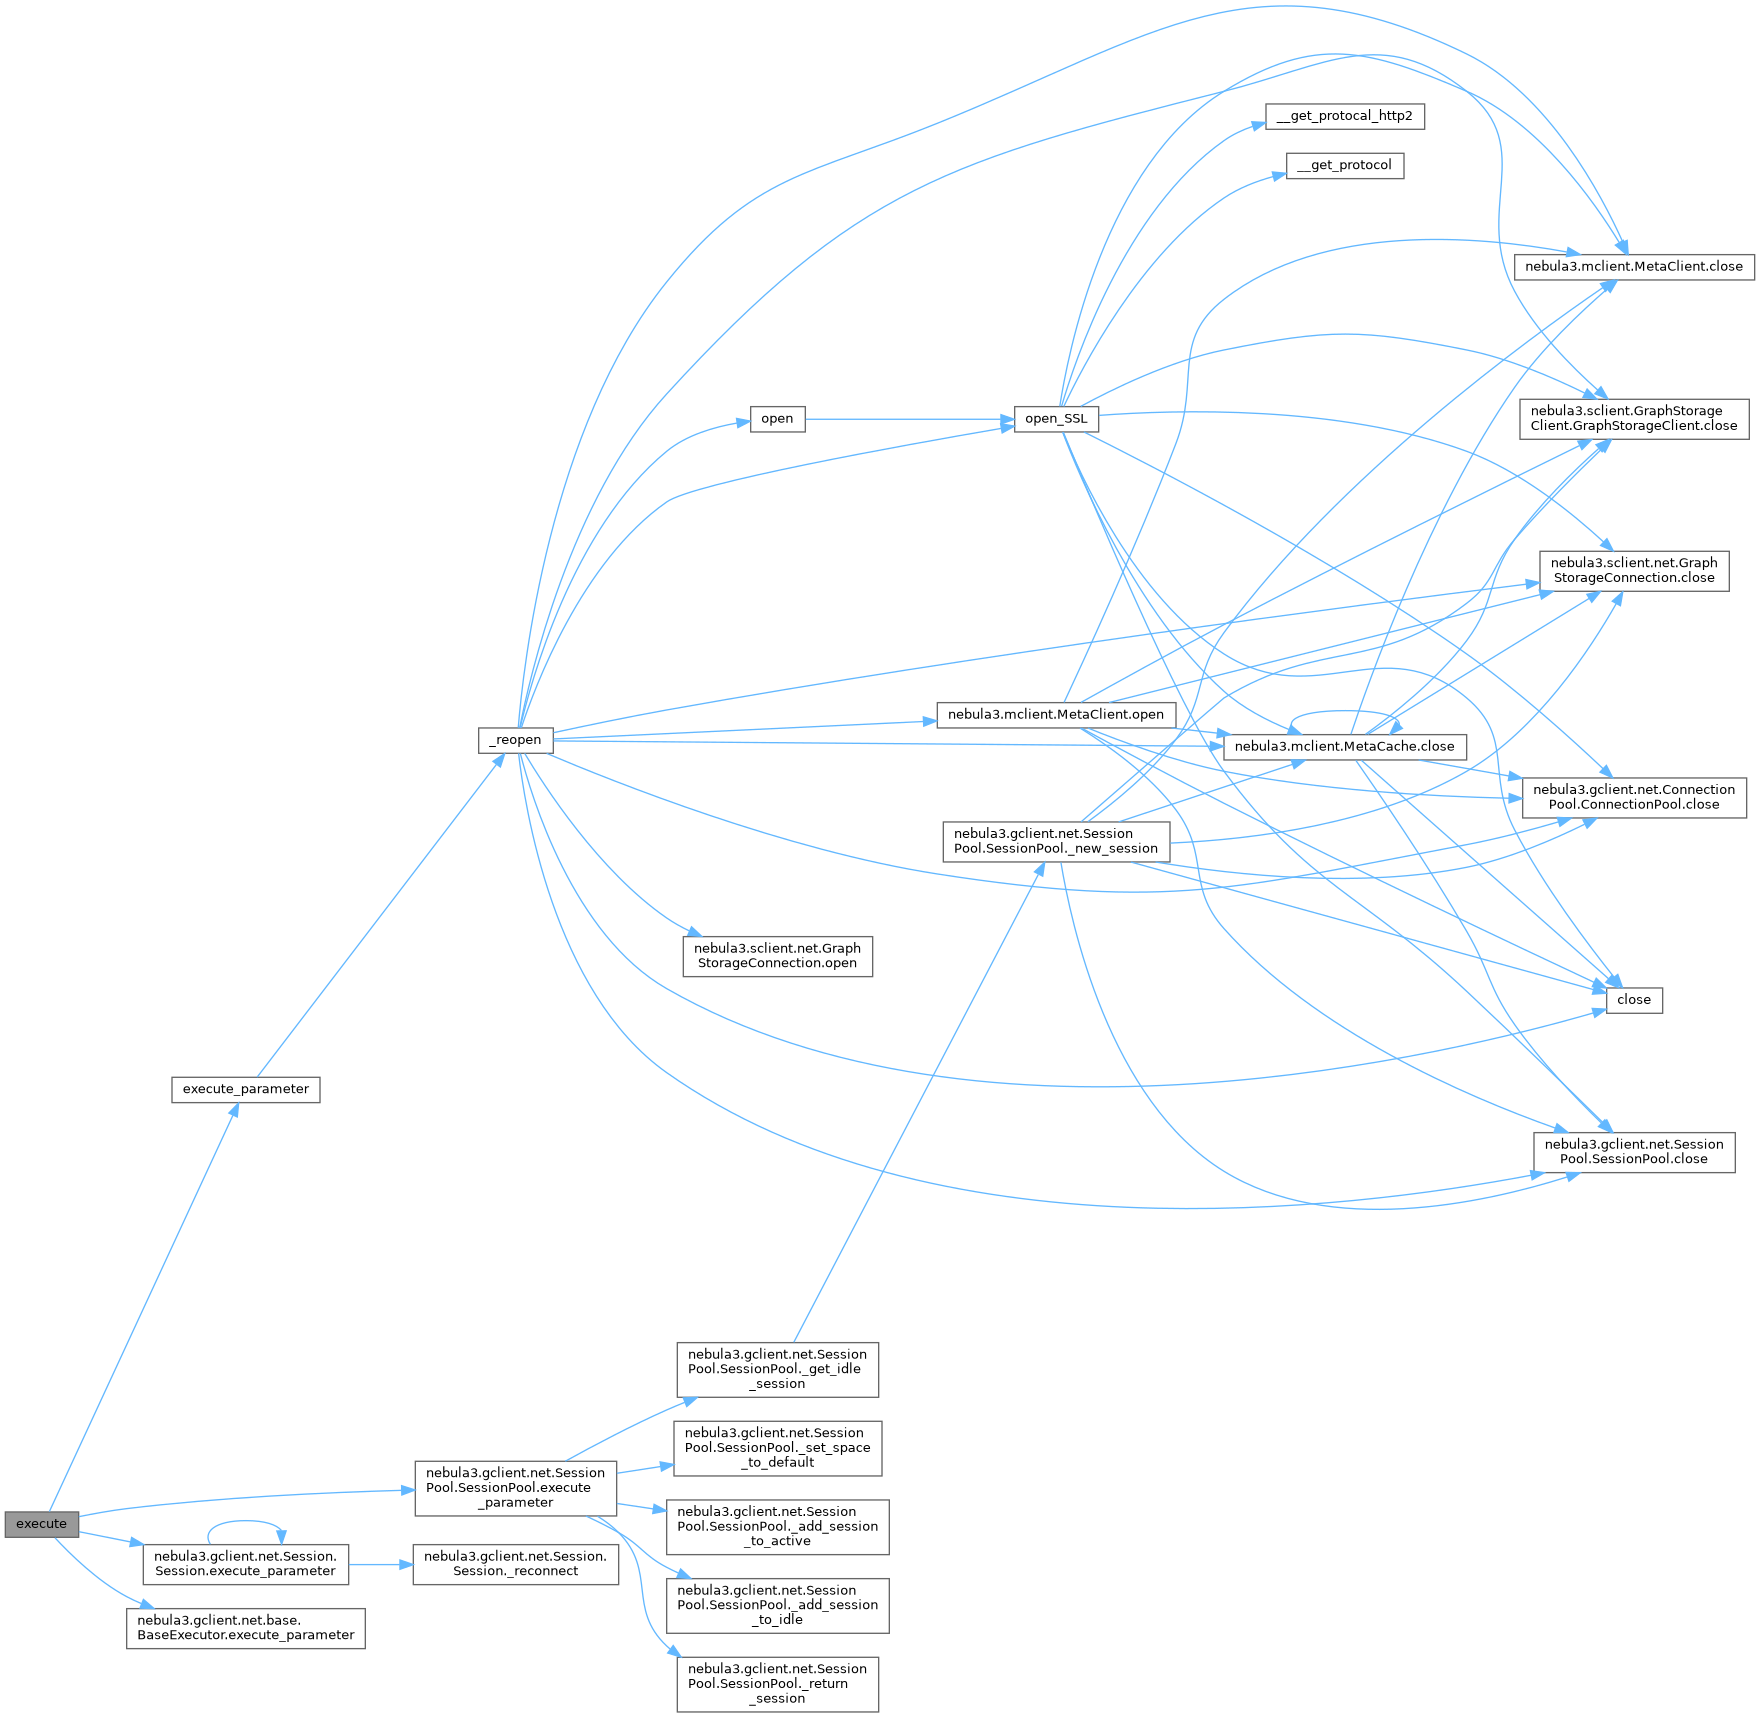 __get_protocal_http2
__get_protocol
nebula3.mclient.MetaClient.close
open
open_SSL
nebula3.sclient.GraphStorage
Client.GraphStorageClient.close
nebula3.sclient.net.Graph
StorageConnection.close
nebula3.mclient.MetaClient.open
_reopen
nebula3.mclient.MetaCache.close
nebula3.gclient.net.Connection
Pool.ConnectionPool.close
nebula3.gclient.net.Session
Pool.SessionPool._new_session
nebula3.sclient.net.Graph
StorageConnection.open
close
execute_parameter
nebula3.gclient.net.Session
Pool.SessionPool.close
nebula3.gclient.net.Session
Pool.SessionPool._get_idle
_session
nebula3.gclient.net.Session
Pool.SessionPool._set_space
_to_default
nebula3.gclient.net.Session
Pool.SessionPool.execute
_parameter
nebula3.gclient.net.Session
Pool.SessionPool._add_session
_to_active
execute
nebula3.gclient.net.Session.
Session.execute_parameter
nebula3.gclient.net.Session.
Session._reconnect
nebula3.gclient.net.Session
Pool.SessionPool._add_session
_to_idle
nebula3.gclient.net.base.
BaseExecutor.execute_parameter
nebula3.gclient.net.Session
Pool.SessionPool._return
_session